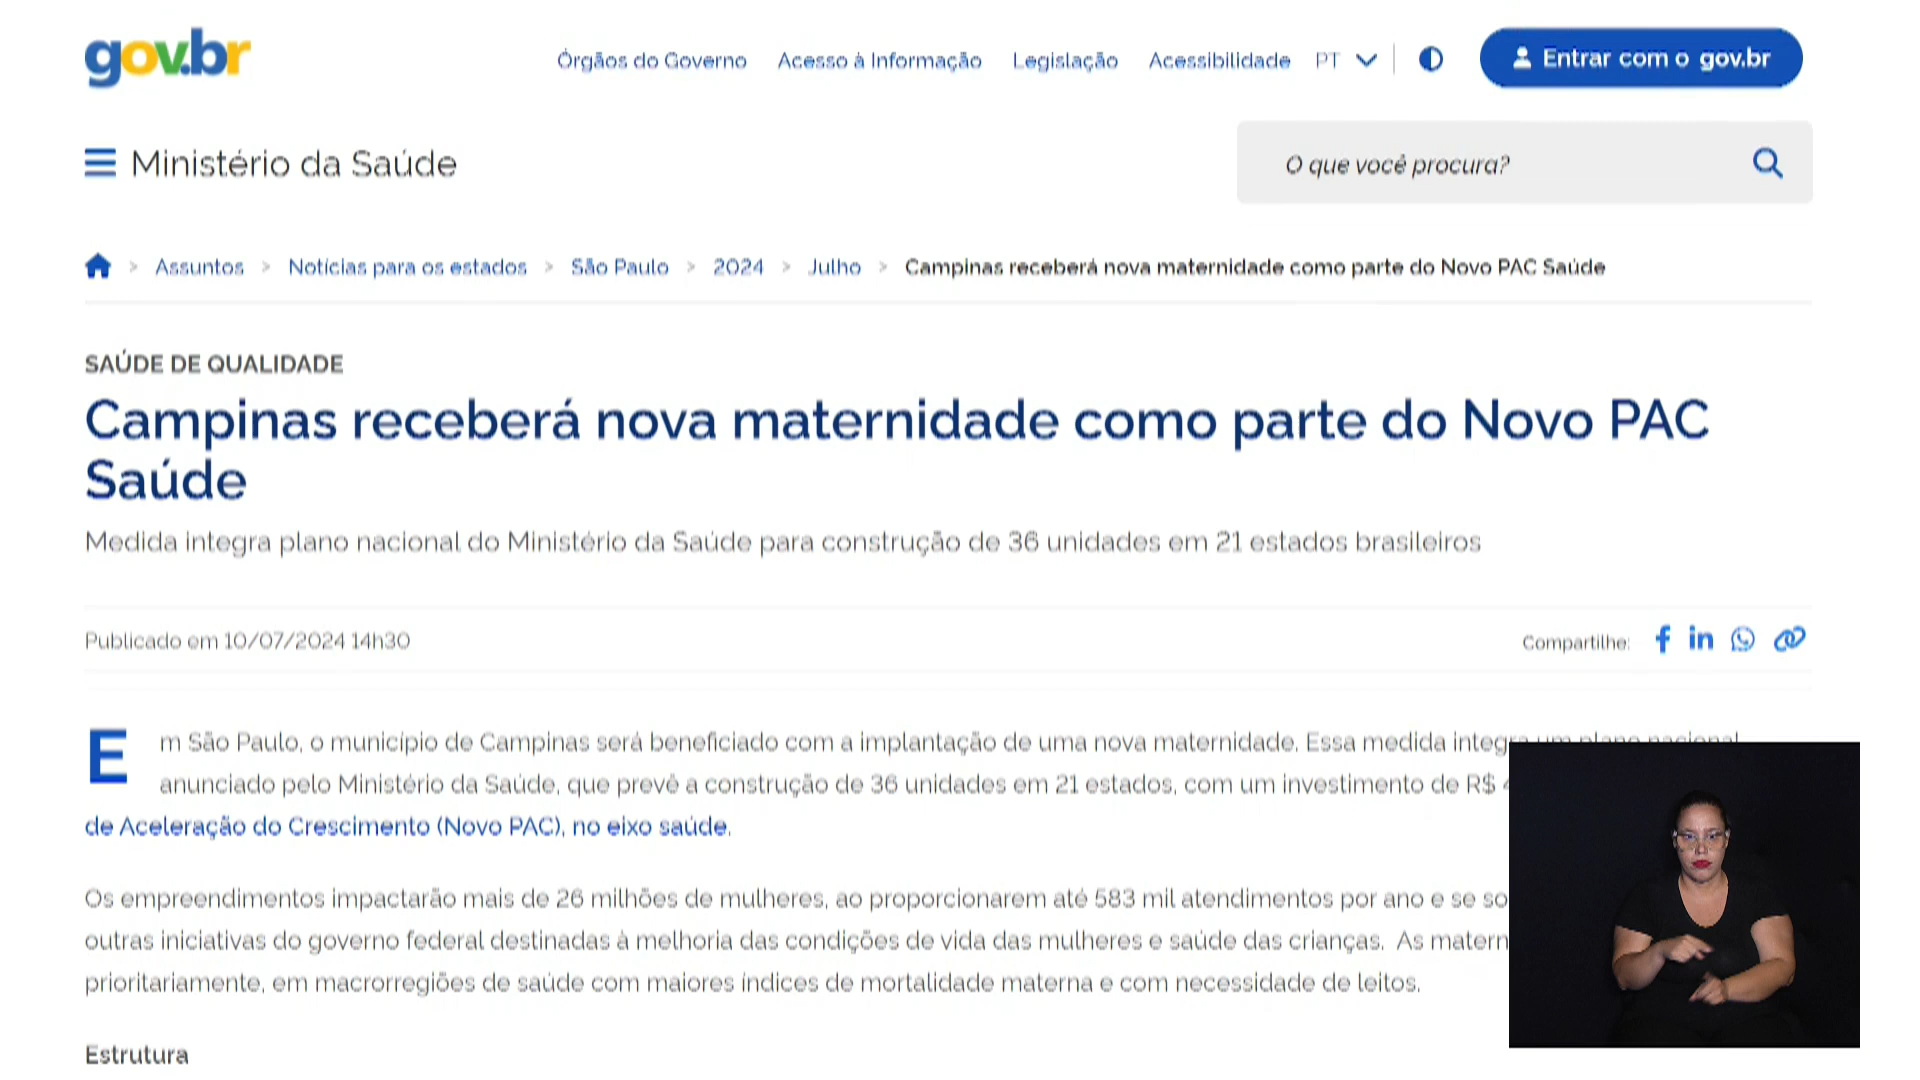 gov.br
Órgãos do Governo Acesso à Informação Legislação Acessibilidade PT Entrar com o gov.br
Ministério da Saúde
O que você procura?
Assuntos > Notícias para os estados > São Paulo > 2024 > Julho > Campinas receberá nova maternidade como parte do Novo PAC Saúde
SAÚDE DE QUALIDADE
Campinas receberá nova maternidade como parte do Novo PAC
Saúde
Medida integra plano nacional do Ministério da Saúde para construção de 36 unidades em 21 estados brasileiros
Publicado em 10/07/2024 14h30
Compartilhe:
Em São Paulo, o município de Campinas será beneficiado com a implantação de uma nova maternidade. Essa medida integra um plano nacional
anunciado pelo Ministério da Saúde, que prevê a construção de 36 unidades em 21 estados, com um investimento de R$
de Aceleração do Crescimento (Novo PAC), no eixo saúde.
Os empreendimentos impactarão mais de 26 milhões de mulheres, ao proporcionarem até 583 mil atendimentos por ano e se
outras iniciativas do governo federal destinadas à melhoria das condições de vida das mulheres e saúde das crianças. As
prioritariamente, em macrorregiões de saúde com maiores índices de mortalidade materna e com necessidade de leitos.
Estrutura